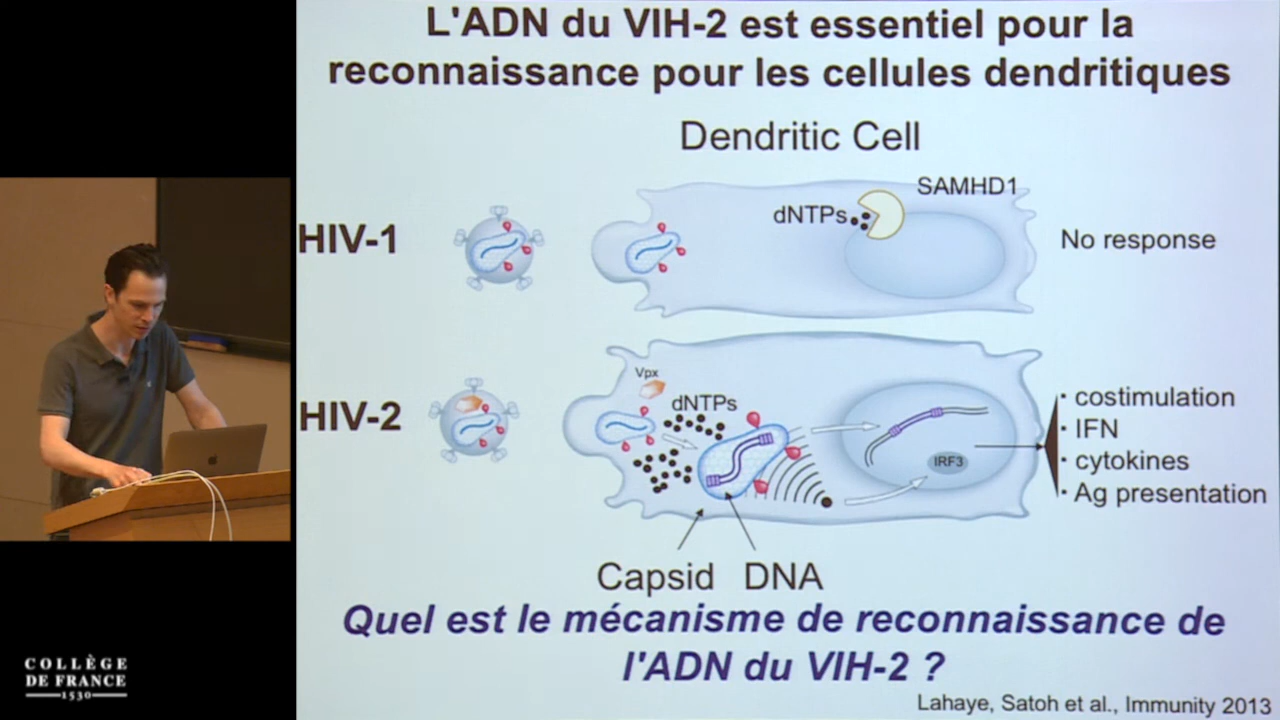 L'ADN du VIH-2 est essentiel pour la
reconnaissance pour les cellules dendritiques
Dendritic Cell
SAMHD1
dNTPs
HIV-1
No response
Vpx
dNTPs
HIV-2
IRF3
· costimulation
· IFN
· cytokines
· Ag presentation
Capsid DNA
Quel est le mécanisme de reconnaissance de
l'ADN du VIH-2 ?
Lahaye, Satoh et al., Immunity 2013
COLLÈGE
DE FRANCE
1530